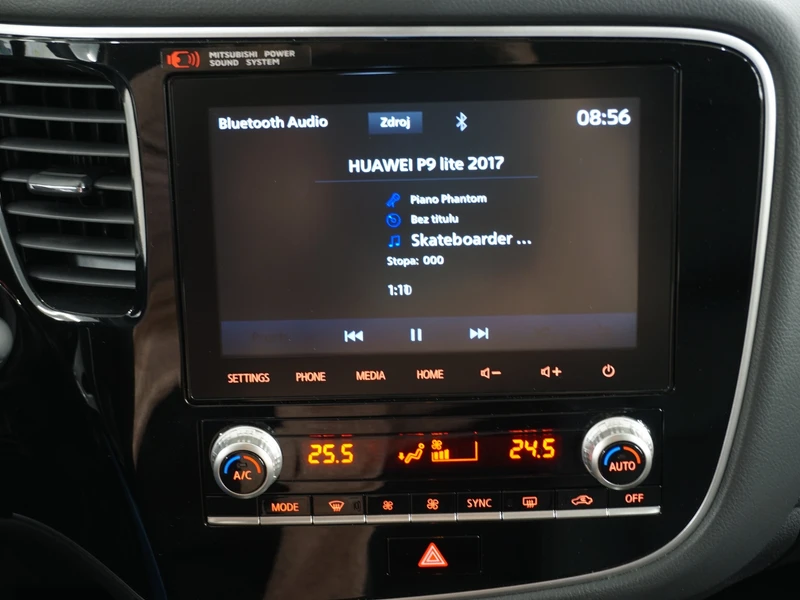 MITSUBISHI POWER
SOUND SYSTEM
Bluetooth Audio Zdroj 08:56
HUAWEI P9 lite 2017
Piano Phantom
Bez titulu
Skateboarder ...
Stopa: 000
1:10
SETTINGS PHONE MEDIA HOME
25.5 24.5
A/C AUTO
MODE SYNC OFF